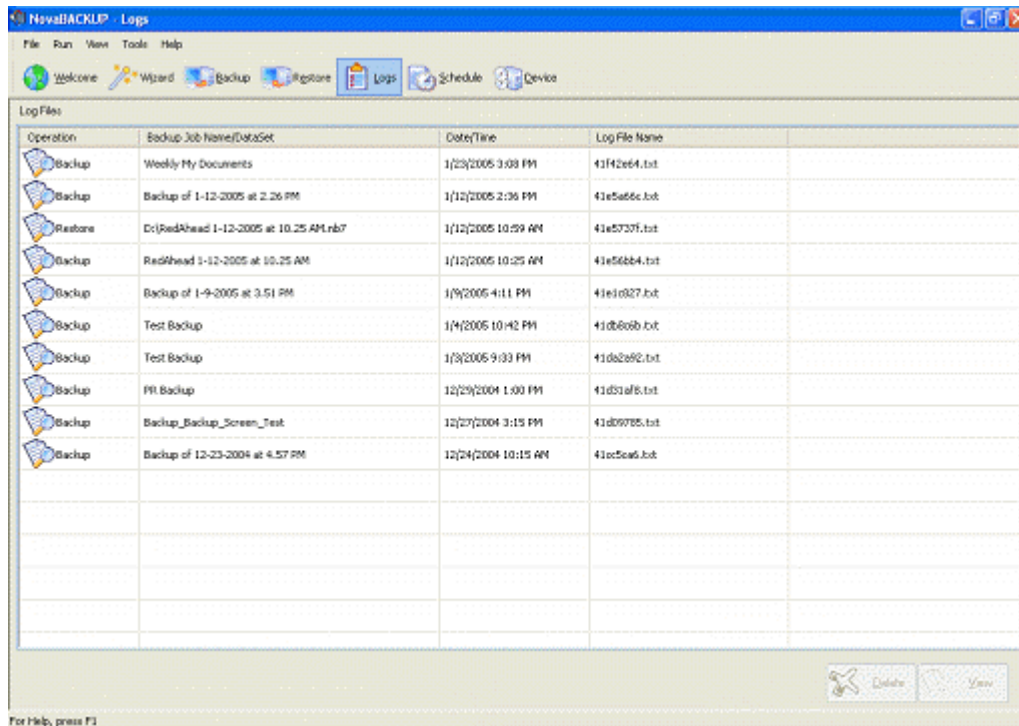 NovaBACKUP - Logs
File Run View Tools Help
Welcome Wizard Backup Restore Logs Schedule Device
Log Files
Operation Backup Job Name/DataSet Date/Time Log File Name
Backup Weekly My Documents 1/23/2005 3:08 PM 41f42e64.txt
Backup Backup of 1-12-2005 at 2.26 PM 1/12/2005 2:36 PM 41e5a66c.txt
Restore D:\RedAhead 1-12-2005 at 10.25 AM.nb7 1/12/2005 10:59 AM 41e5737f.txt
Backup RedAhead 1-12-2005 at 10.25 AM 1/12/2005 10:25 AM 41e56bb4.txt
Backup Backup of 1-9-2005 at 3.51 PM 1/9/2005 4:11 PM
Backup Test Backup 1/4/2005 10:42 PM
Backup Test Backup 1/3/2005 9:33 PM 41da2a92.txt
Backup PR Backup 12/29/2004 1:00 PM 41d31af8.txt
Backup Backup_Backup_Screen_Test 12/27/2004 3:15 PM 41d09785.txt
Backup Backup of 12-23-2004 at 4.57 PM 12/24/2004 10:15 AM 41cc5ca6.txt
Delete View
For Help, press F1